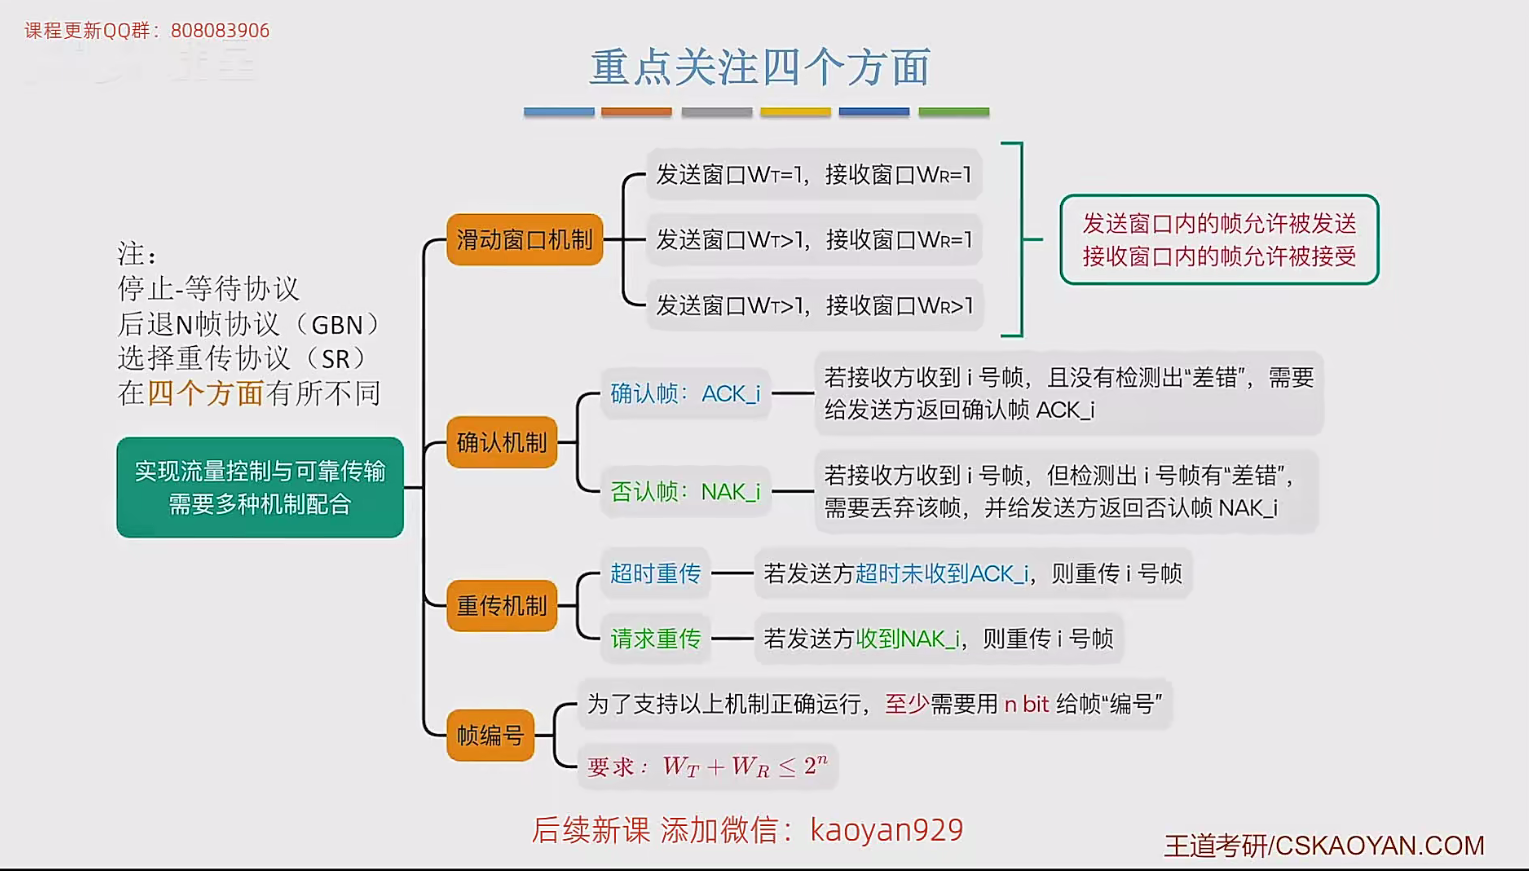 课程更新QQ群：808083906
重点关注四个方面
注：
停止-等待协议
后退N帧协议（GBN）
选择重传协议（SR）
在四个方面有所不同
实现流量控制与可靠传输
需要多种机制配合
滑动窗口机制
发送窗口WT=1，接收窗口WR=1
发送窗口WT>1，接收窗口WR=1
发送窗口WT>1，接收窗口WR>1
发送窗口内的帧允许被发送
接收窗口内的帧允许被接受
确认机制
确认帧：ACK_i
若接收方收到 i 号帧，且没有检测出“差错”，需要
给发送方返回确认帧 ACK_i
否认帧：NAK_i
若接收方收到 i 号帧，但检测出 i 号帧有“差错”，
需要丢弃该帧，并给发送方返回否认帧 NAK_i
重传机制
超时重传
若发送方超时未收到ACK_i，则重传 i 号帧
请求重传
若发送方收到NAK_i，则重传 i 号帧
帧编号
为了支持以上机制正确运行，至少需要用 n bit 给帧“编号”
要求：W_T + W_R ≤ 2^n
后续新课 添加微信：kaoyan929
王道考研/CSKAOYAN.COM